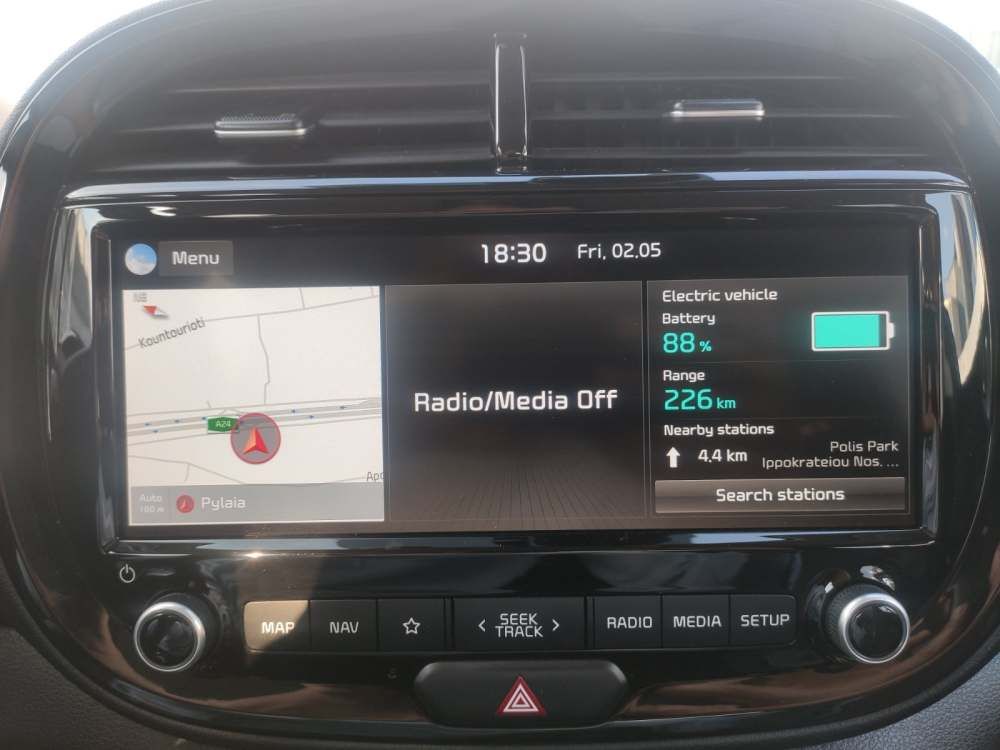 Menu
18:30 Fri, 02.05
NE
Kountourioti
A24
Apo
Auto
100 m
Pylaia
Radio/Media Off
Electric vehicle
Battery
88 %
Range
226 km
Nearby stations
4.4 km
Polis Park
Ippokrateiou Nos. ...
Search stations
MAP
NAV
SEEK
TRACK
RADIO
MEDIA
SETUP